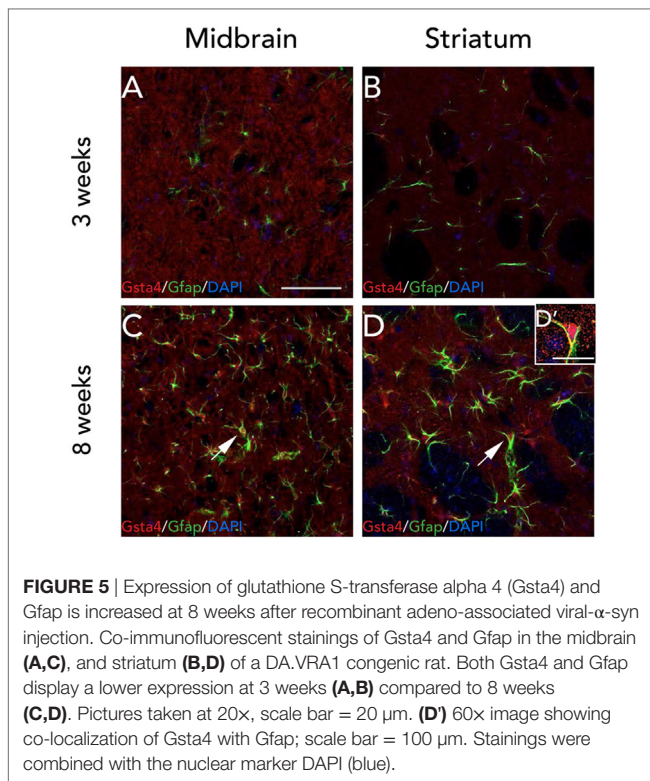 Midbrain Striatum
3 weeks
A
B
Gsta4/Gfap/DAPI
Gsta4/Gfap/DAPI
8 weeks
C
D
D'
Gsta4/Gfap/DAPI
Gsta4/Gfap/DAPI
FIGURE 5 | Expression of glutathione S-transferase alpha 4 (Gsta4) and
Gfap is increased at 8 weeks after recombinant adeno-associated viral-α-syn
injection. Co-immunofluorescent stainings of Gsta4 and Gfap in the midbrain
(A,C), and striatum (B,D) of a DA.VRA1 congenic rat. Both Gsta4 and Gfap
display a lower expression at 3 weeks (A,B) compared to 8 weeks
(C,D). Pictures taken at 20×, scale bar = 20 µm. (D') 60× image showing
co-localization of Gsta4 with Gfap; scale bar = 100 µm. Stainings were
combined with the nuclear marker DAPI (blue).